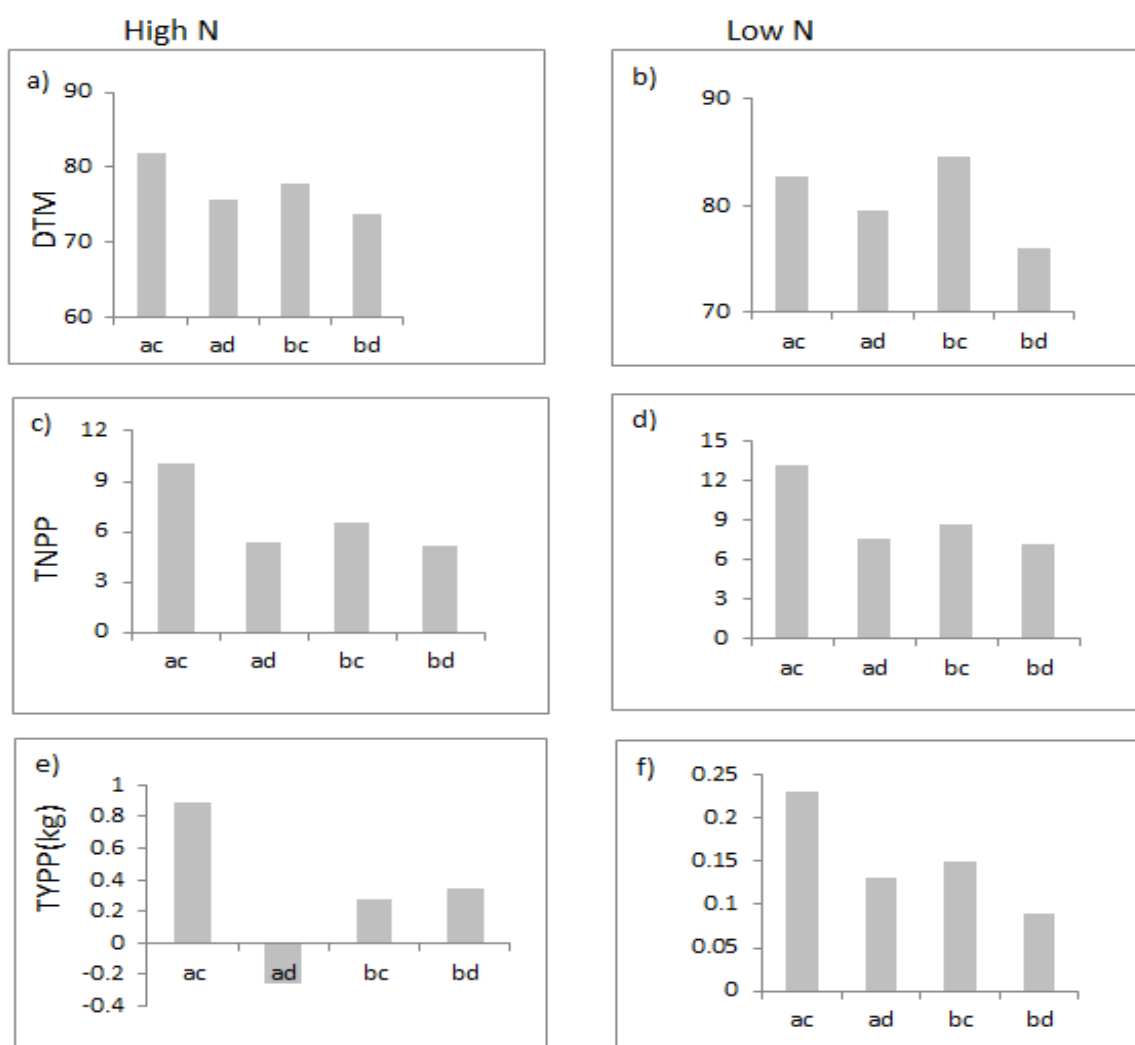 High N
Low N
a)
90
80
70
60
DTM
ac ad bc bd
b)
90
80
70
ac ad bc bd
c)
12
9
6
3
0
TNPP
ac ad bc bd
d)
15
12
9
6
3
0
ac ad bc bd
e)
1
0.8
0.6
0.4
0.2
0
-0.2
-0.4
TYPP(kg)
ac ad bc bd
f)
0.25
0.2
0.15
0.1
0.05
0
ac ad bc bd